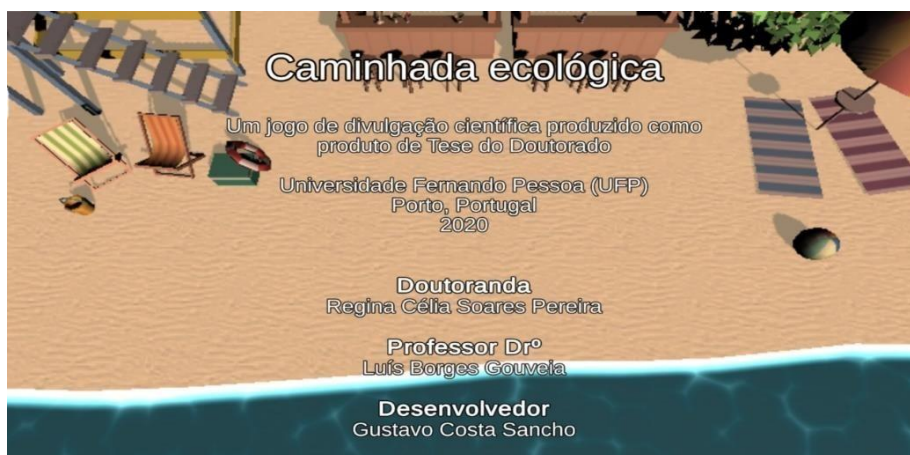 Caminhada ecológica
Um jogo de divulgação científica produzido como
produto de Tese do Doutorado
Universidade Fernando Pessoa (UFP)
Porto, Portugal
2020
Doutoranda
Regina Célia Soares Pereira
Professor Drº
Luís Borges Gouveia
Desenvolvedor
Gustavo Costa Sancho